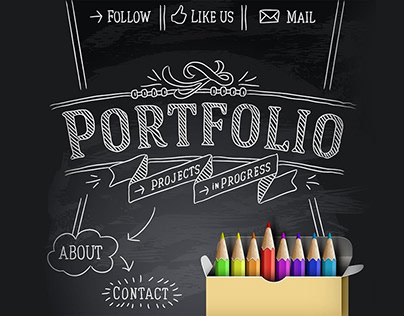 → FOLLOW LIKE US MAIL
PORTFOLIO
→ PROJECTS
→ IN PROGRESS
ABOUT
CONTACT